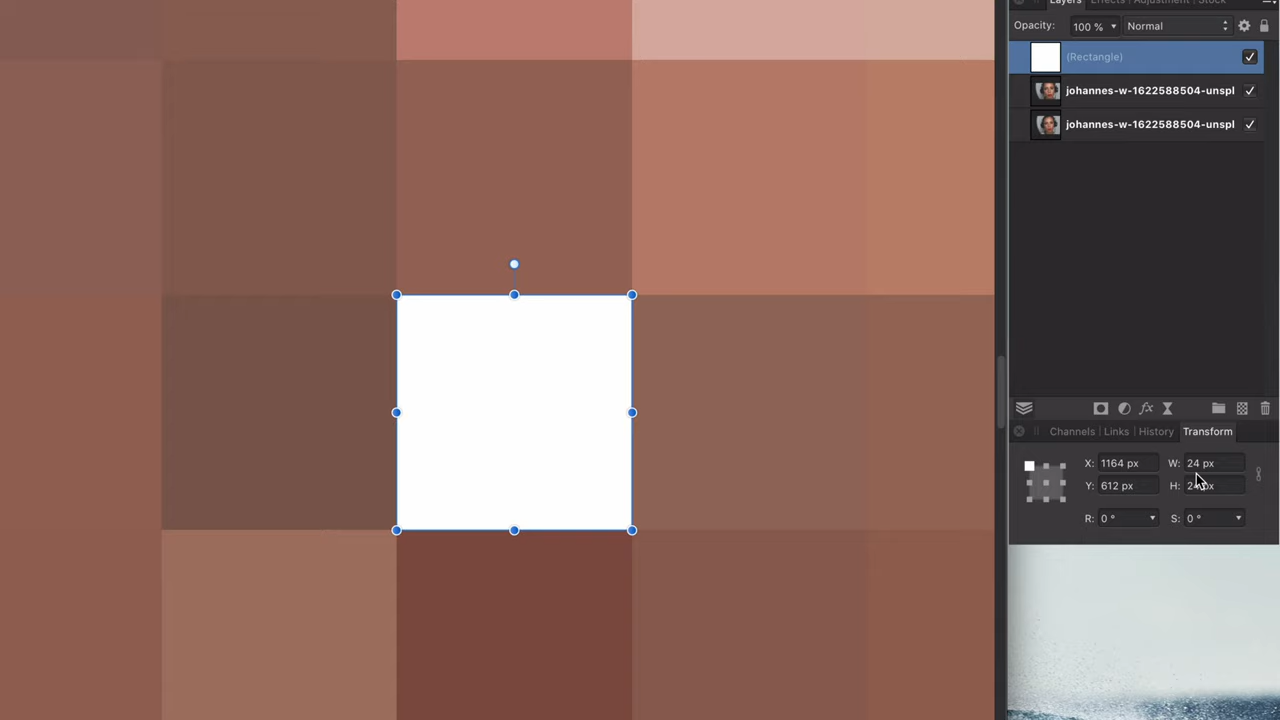 Layers Effects Adjustment Stock
Opacity: 100 % Normal
(Rectangle)
johannes-w-1622588504-unspl
johannes-w-1622588504-unspl
Channels Links History Transform
X: 1164 px W: 24 px
Y: 612 px H: 24 px
R: 0 ° S: 0 °